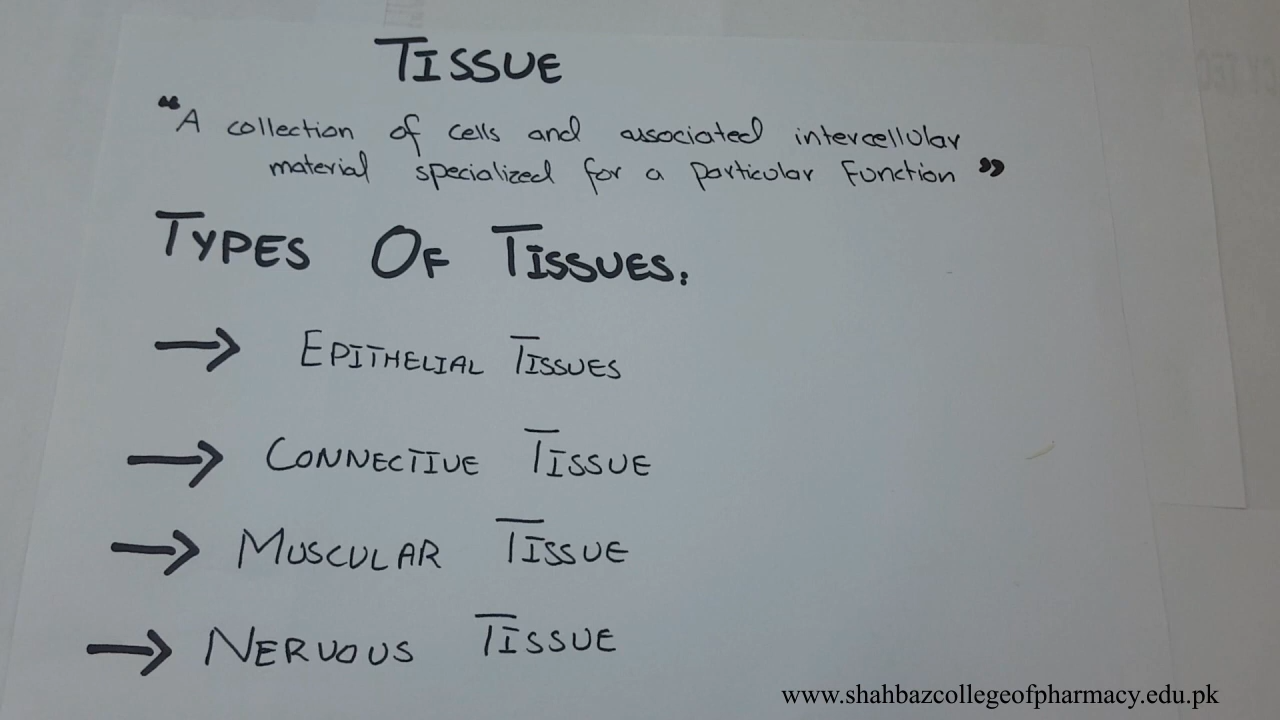 TISSUE
"A collection of cells and associated intercellular
material specialized for a particular Function"
TYPES OF TISSUES:
→ EPITHELIAL TISSUES
→ CONNECTIVE TISSUE
→ MUSCULAR TISSUE
→ NERVOUS TISSUE
www.shahbazcollegeofpharmacy.edu.pk